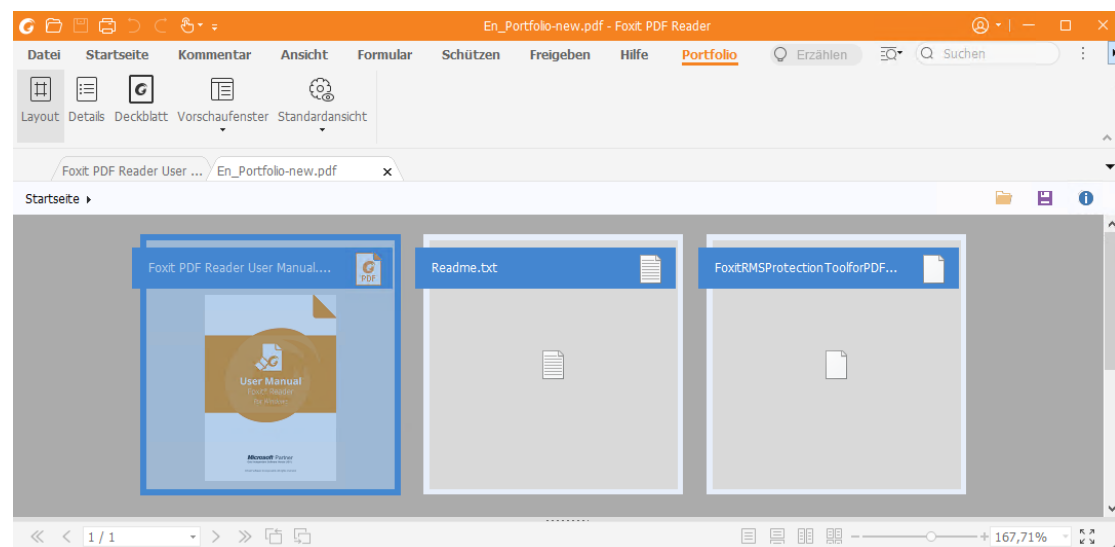 En_Portfolio-new.pdf - Foxit PDF Reader
Datei Startseite Kommentar Ansicht Formular Schützen Freigeben Hilfe Portfolio Erzählen Suchen
Layout Details Deckblatt Vorschaufenster Standardansicht
Foxit PDF Reader User ... En_Portfolio-new.pdf
Startseite
Foxit PDF Reader User Manual.... PDF Readme.txt FoxitRMSProtectionToolforPDF...
User Manual
Foxit® Reader
For Windows
Microsoft Partner
1 / 1 167,71%